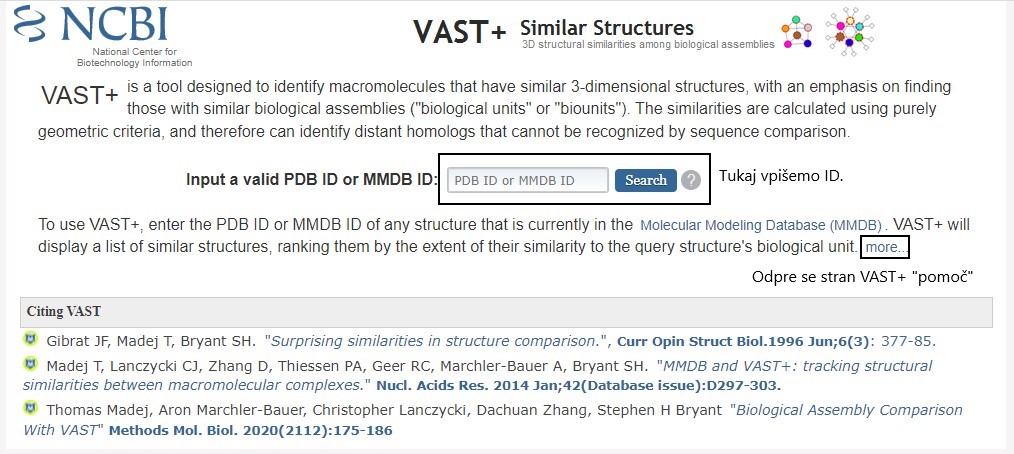 NCBI
National Center for
Biotechnology Information
VAST+ Similar Structures
3D structural similarities among biological assemblies
VAST+ is a tool designed to identify macromolecules that have similar 3-dimensional structures, with an emphasis on finding
those with similar biological assemblies ("biological units" or "biounits"). The similarities are calculated using purely
geometric criteria, and therefore can identify distant homologs that cannot be recognized by sequence comparison.
Input a valid PDB ID or MMDB ID: PDB ID or MMDB ID Search ? Tukaj vpišemo ID.
To use VAST+, enter the PDB ID or MMDB ID of any structure that is currently in the Molecular Modeling Database (MMDB). VAST+ will
display a list of similar structures, ranking them by the extent of their similarity to the query structure's biological unit. more...
Odpre se stran VAST+ "pomoč"
Citing VAST
Gibrat JF, Madej T, Bryant SH. "Surprising similarities in structure comparison.", Curr Opin Struct Biol.1996 Jun;6(3): 377-85.
Madej T, Lanczycki CJ, Zhang D, Thiessen PA, Geer RC, Marchler-Bauer A, Bryant SH. "MMDB and VAST+: tracking structural
similarities between macromolecular complexes." Nucl. Acids Res. 2014 Jan;42(Database issue):D297-303.
Thomas Madej, Aron Marchler-Bauer, Christopher Lanczycki, Dachuan Zhang, Stephen H Bryant "Biological Assembly Comparison
With VAST" Methods Mol. Biol. 2020(2112):175-186